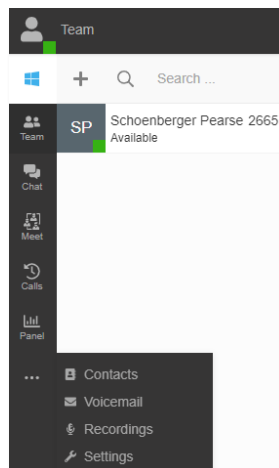 Team
Search ...
Team
SP
Schoenberger Pearse 2665
Available
Chat
Meet
Calls
Panel
...
Contacts
Voicemail
Recordings
Settings